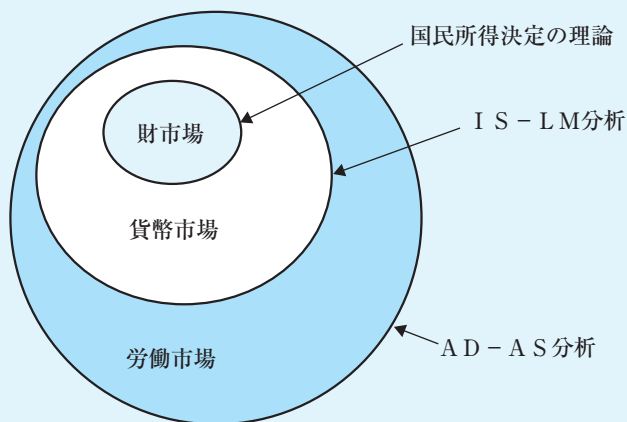 国民所得決定の理論
財市場
ＩＳ－ＬＭ分析
貨幣市場
ＡＤ－ＡＳ分析
労働市場